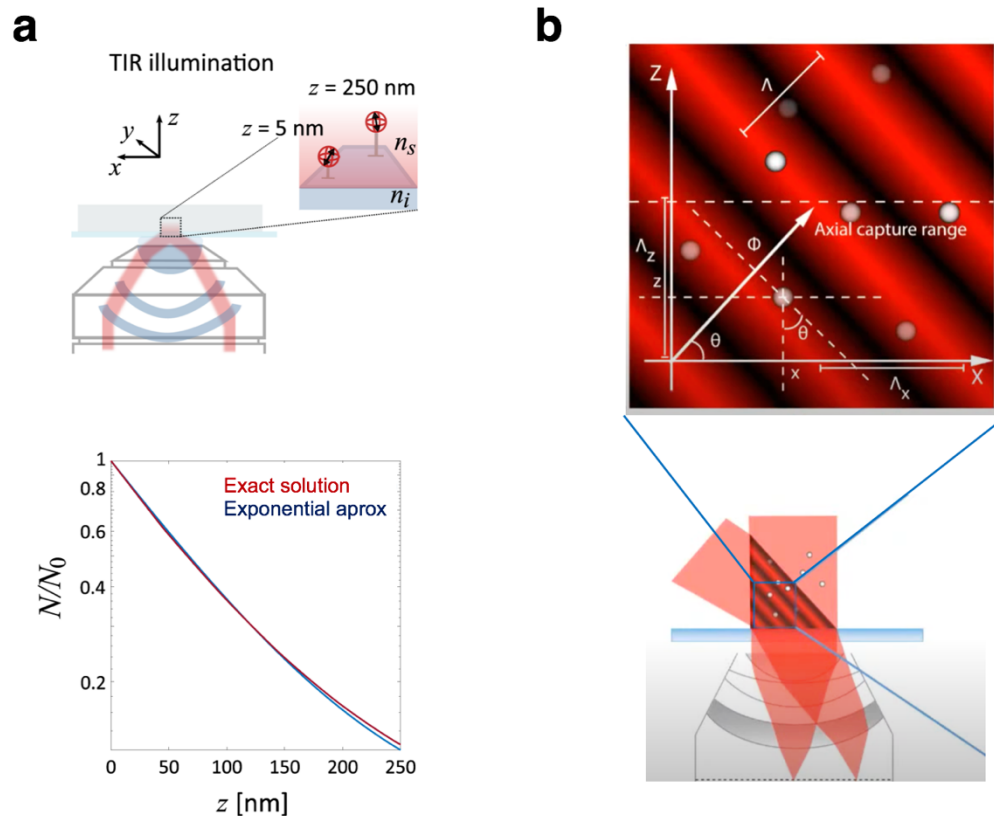 a
TIR illumination
z = 250 nm
z = 5 nm
z
y
x
n_s
n_i
1
0.8
0.6
0.4
0.2
N/N_0
Exact solution
Exponential aprox
0 50 100 150 200 250
z [nm]
b
Z
Λ
Axial capture range
Φ
Λ_z
z
θ
θ
x
Λ_x
X